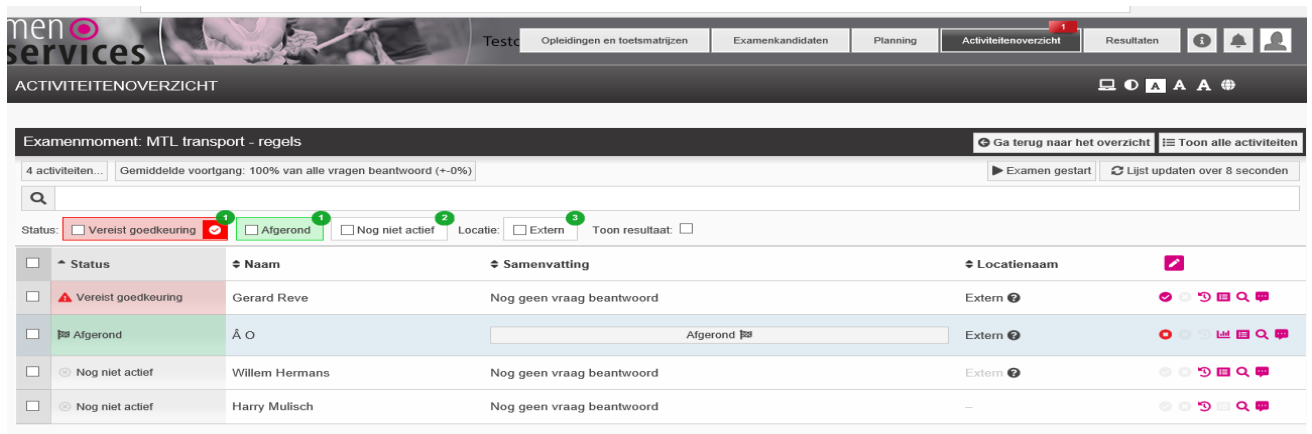 men
services
Testc
Opleidingen en toetsmatrijzen
Examenkandidaten
Planning
Activiteitenoverzicht
1
Resultaten
ACTIVITEITENOVERZICHT
A A A
Examenmoment: MTL transport - regels
Ga terug naar het overzicht
Toon alle activiteiten
4 activiteiten...
Gemiddelde voortgang: 100% van alle vragen beantwoord (+-0%)
Examen gestart
Lijst updaten over 8 seconden
Status: Vereist goedkeuring 1 Afgerond 1 Nog niet actief 2 Locatie: Extern 3 Toon resultaat:
Status Naam Samenvatting Locatienaam
Vereist goedkeuring Gerard Reve Nog geen vraag beantwoord Extern
Afgerond Â O Afgerond Extern
Nog niet actief Willem Hermans Nog geen vraag beantwoord Extern
Nog niet actief Harry Mulisch Nog geen vraag beantwoord –